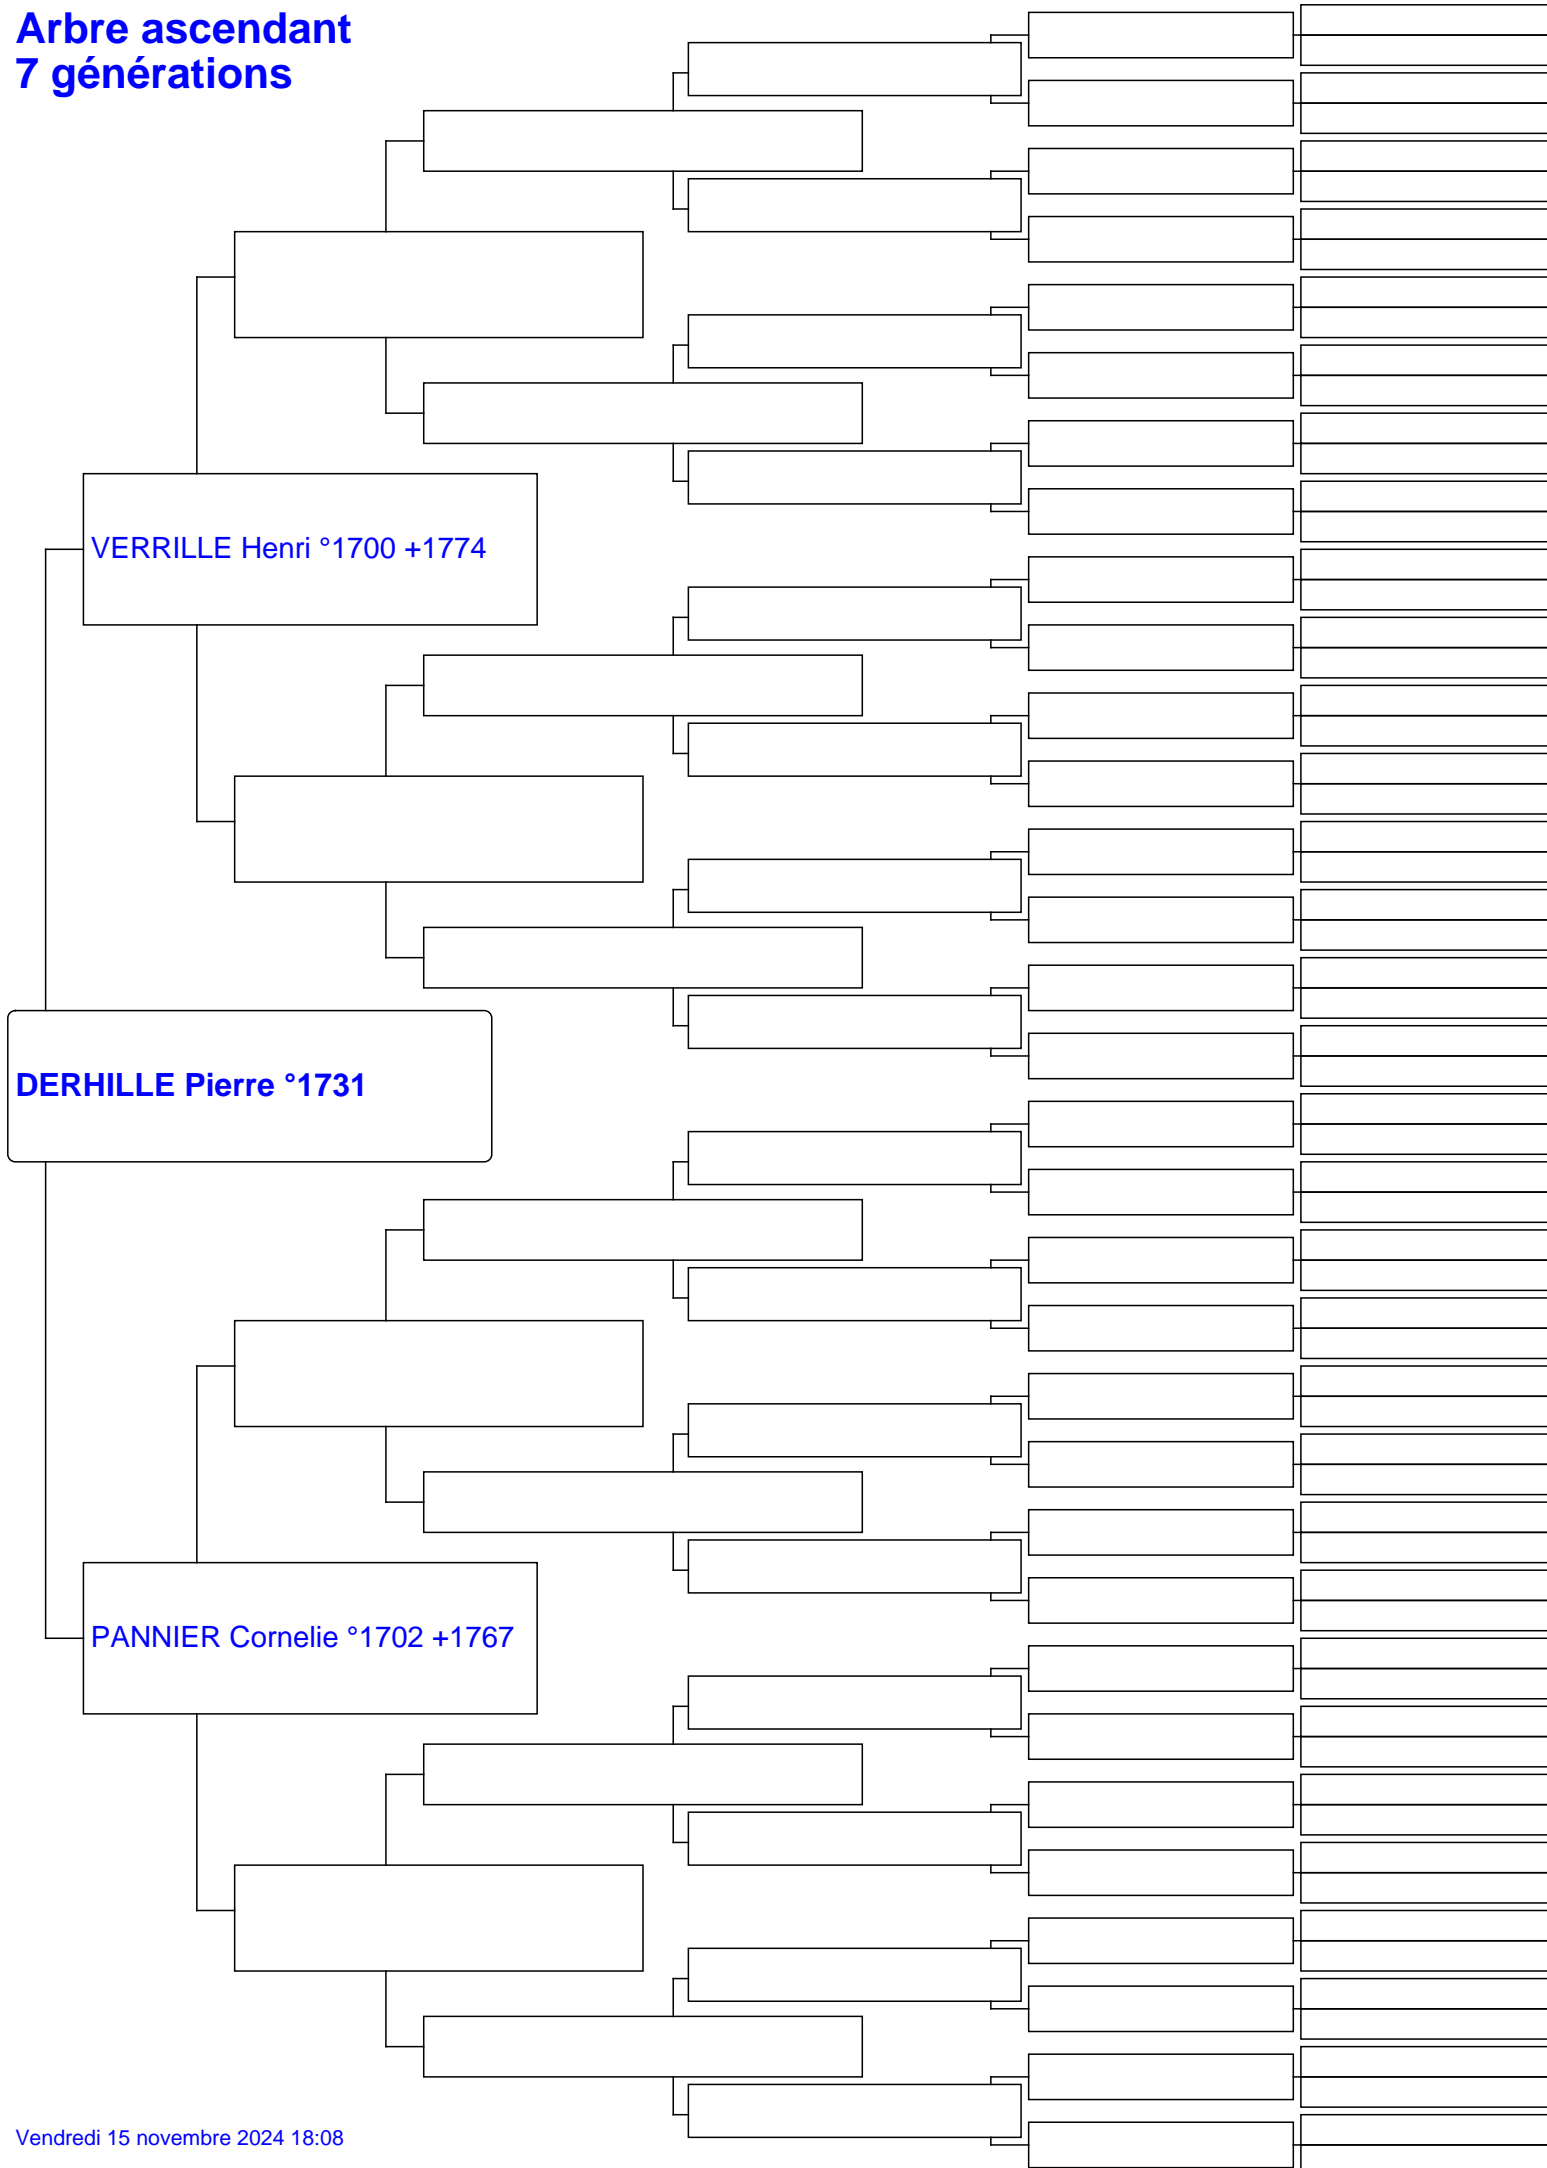 Arbre ascendant
7 générations
VERRILLE Henri °1700 +1774
DERHILLE Pierre °1731
PANNIER Cornelie °1702 +1767
Vendredi 15 novembre 2024 18:08